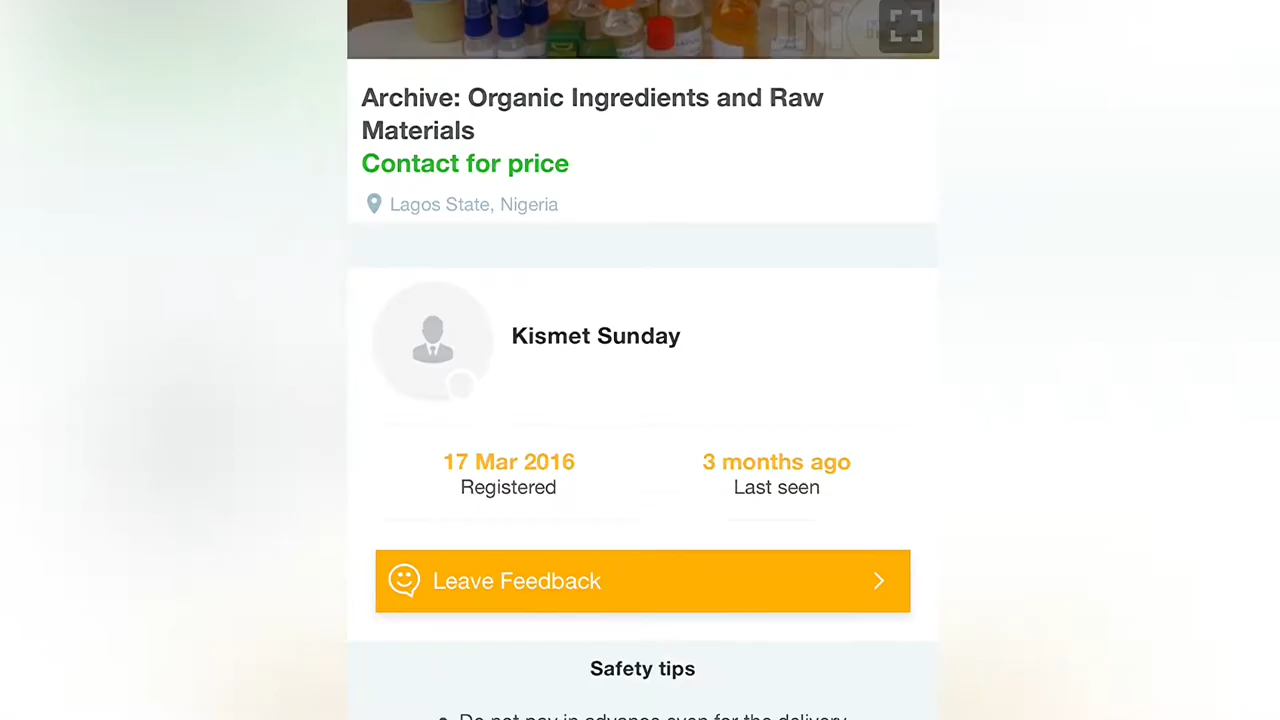 Jiji
Archive: Organic Ingredients and Raw
Materials
Contact for price
Lagos State, Nigeria
Kismet Sunday
17 Mar 2016
3 months ago
Registered
Last seen
Leave Feedback
Safety tips
Do not pay in advance even for the delivery